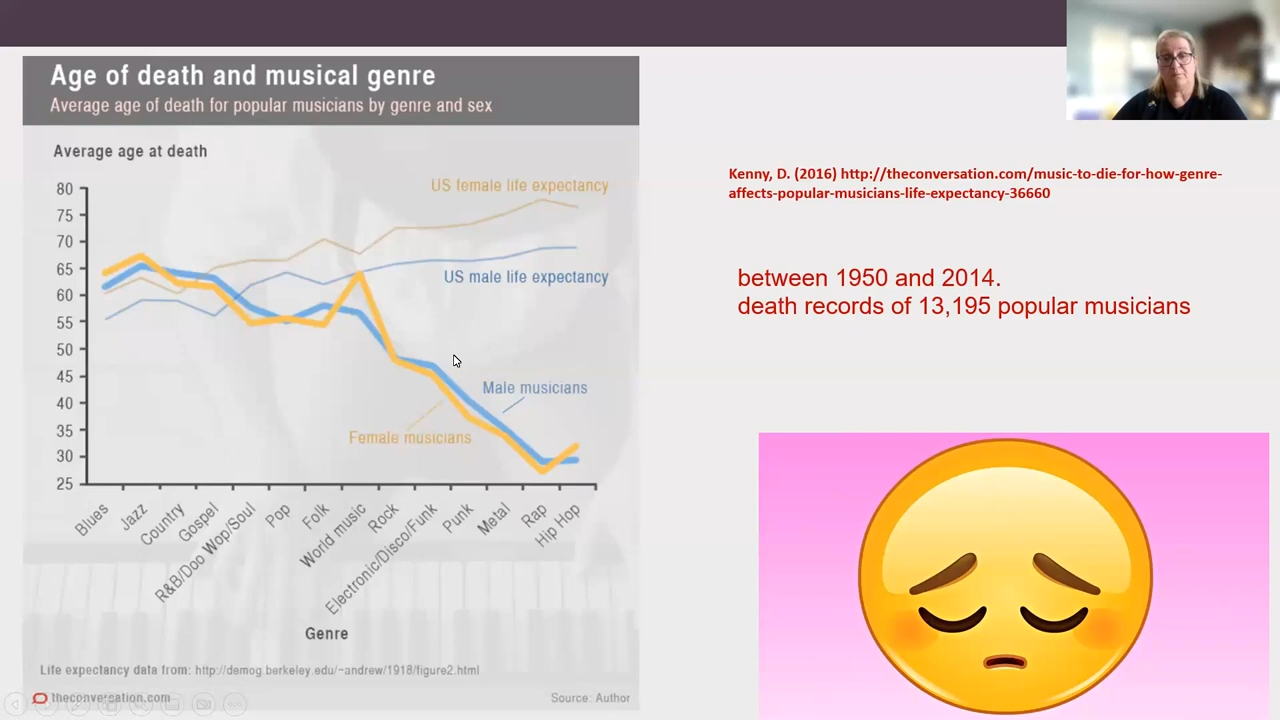 Age of death and musical genre
Average age of death for popular musicians by genre and sex
Average age at death
80
75
70
65
60
55
50
45
40
35
30
25
US female life expectancy
US male life expectancy
Male musicians
Female musicians
Blues
Jazz
Country
Gospel
R&B/Doo Wop/Soul
Pop
Folk
World music
Rock
Electronic/Disco/Funk
Punk
Metal
Rap
Hip Hop
Genre
Life expectancy data from: http://demog.berkeley.edu/~andrew/1918/figure2.html
theconversation.com
Source: Author
Kenny, D. (2016) http://theconversation.com/music-to-die-for-how-genre-
affects-popular-musicians-life-expectancy-36660
between 1950 and 2014.
death records of 13,195 popular musicians